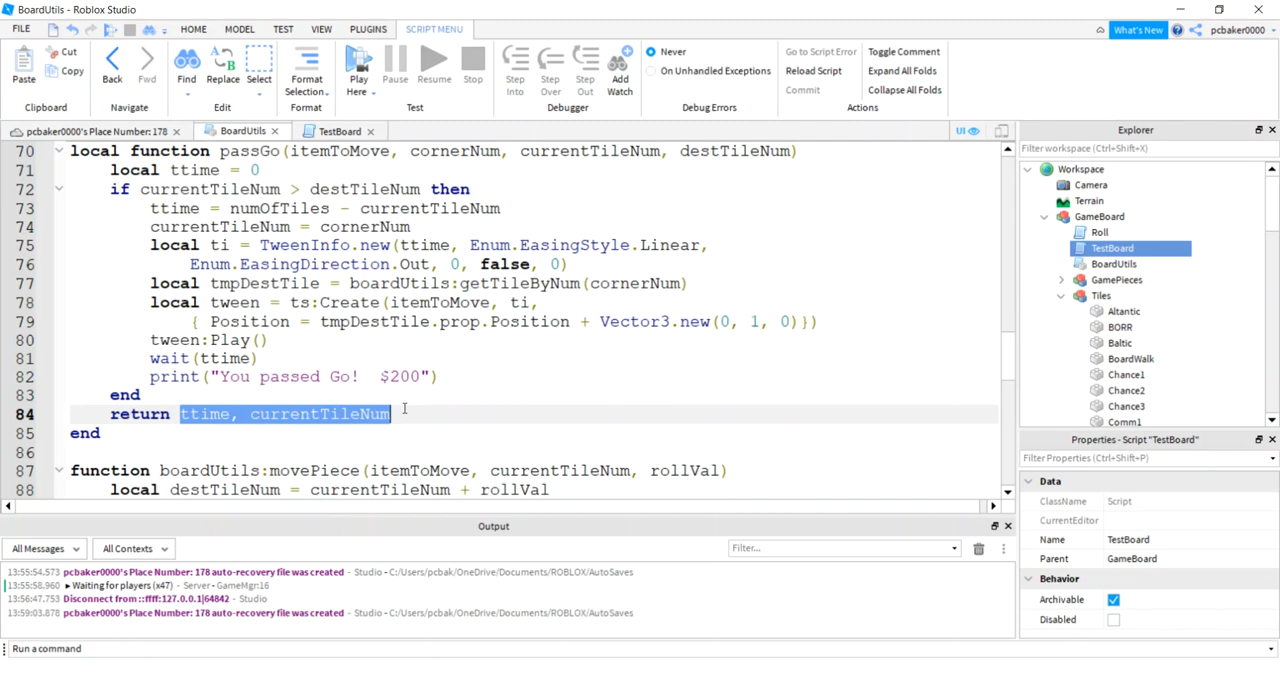 BoardUtils - Roblox Studio
FILE HOME MODEL TEST VIEW PLUGINS SCRIPT MENU What's New pcbaker0000
Paste Cut Copy Back Fwd Find Replace Select Format Selection Play Here Pause Resume Stop Step Into Step Over Step Out Add Watch
Never
On Unhandled Exceptions
Go to Script Error
Reload Script
Commit
Toggle Comment
Expand All Folds
Collapse All Folds
Clipboard Navigate Edit Format Test Debugger Debug Errors Actions
pcbaker0000's Place Number: 178 BoardUtils TestBoard UI
70 local function passGo(itemToMove, cornerNum, currentTileNum, destTileNum)
71 local ttime = 0
72 if currentTileNum > destTileNum then
73 ttime = numOfTiles - currentTileNum
74 currentTileNum = cornerNum
75 local ti = TweenInfo.new(ttime, Enum.EasingStyle.Linear,
76 Enum.EasingDirection.Out, 0, false, 0)
77 local tmpDestTile = boardUtils:getTileByNum(cornerNum)
78 local tween = ts:Create(itemToMove, ti,
79 { Position = tmpDestTile.prop.Position + Vector3.new(0, 1, 0)})
80 tween:Play()
81 wait(ttime)
82 print("You passed Go!  $200")
83 end
84 return ttime, currentTileNum
85 end
86
87 function boardUtils:movePiece(itemToMove, currentTileNum, rollVal)
88 local destTileNum = currentTileNum + rollVal
Explorer
Filter workspace (Ctrl+Shift+X)
Workspace
Camera
Terrain
GameBoard
Roll
TestBoard
BoardUtils
GamePieces
Tiles
Altantic
BORR
Baltic
BoardWalk
Chance1
Chance2
Chance3
Comm1
Properties - Script "TestBoard"
Filter Properties (Ctrl+Shift+P)
Data
ClassName Script
CurrentEditor
Name TestBoard
Parent GameBoard
Behavior
Archivable
Disabled
Output
All Messages All Contexts Filter...
13:55:54.573 pcbaker0000's Place Number: 178 auto-recovery file was created - Studio - C:/Users/pcbak/OneDrive/Documents/ROBLOX/AutoSaves
13:55:58.960 ▸ Waiting for players (x47) - Server - GameMgr:16
13:56:47.753 Disconnect from ::ffff:127.0.0.1|64842 - Studio
13:59:03.878 pcbaker0000's Place Number: 178 auto-recovery file was created - Studio - C:/Users/pcbak/OneDrive/Documents/ROBLOX/AutoSaves
Run a command